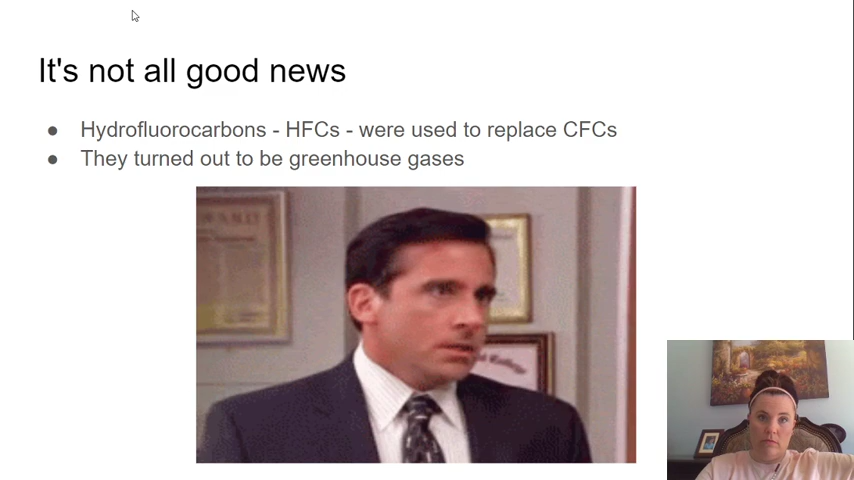 It's not all good news
● Hydrofluorocarbons - HFCs - were used to replace CFCs
● They turned out to be greenhouse gases